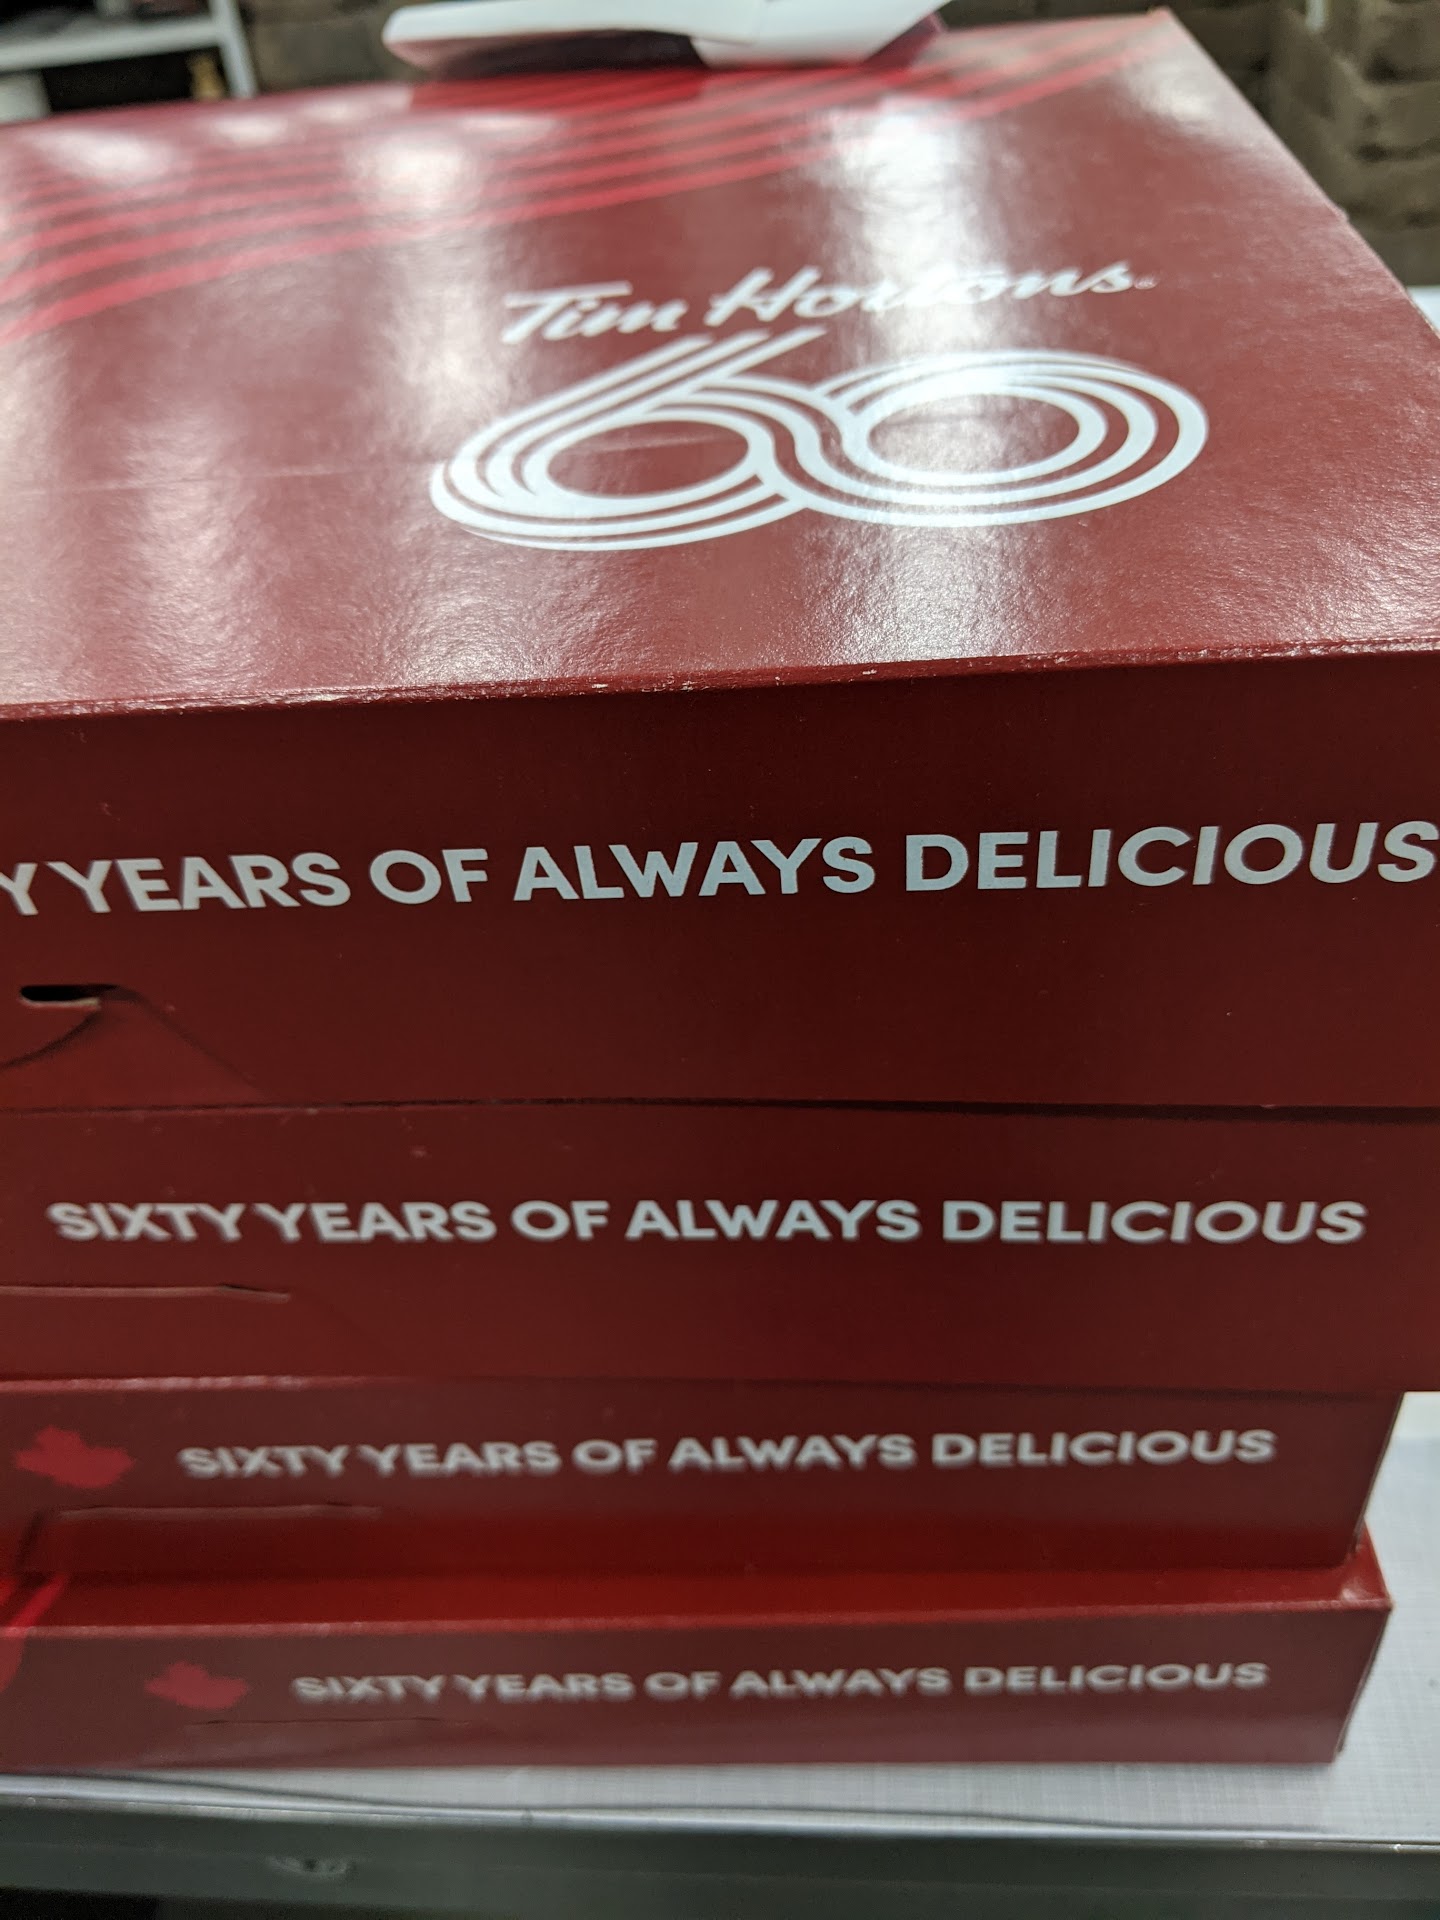 Tim Hortons
60
Y YEARS OF ALWAYS DELICIOUS
SIXTY YEARS OF ALWAYS DELICIOUS
SIXTY YEARS OF ALWAYS DELICIOUS
SIXTY YEARS OF ALWAYS DELICIOUS